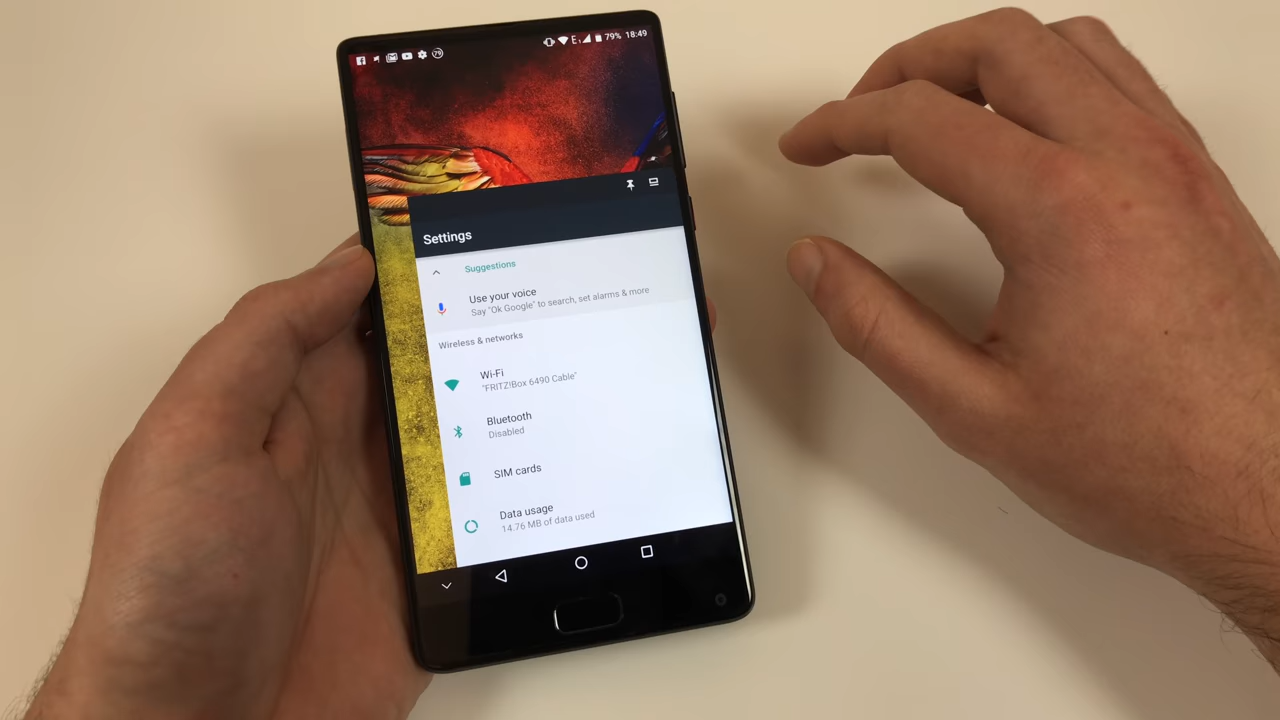 79% 18:49
Settings
Suggestions
Use your voice
Say "Ok Google" to search, set alarms & more
Wireless & networks
Wi-Fi
"FRITZ!Box 6490 Cable"
Bluetooth
Disabled
SIM cards
Data usage
14.76 MB of data used